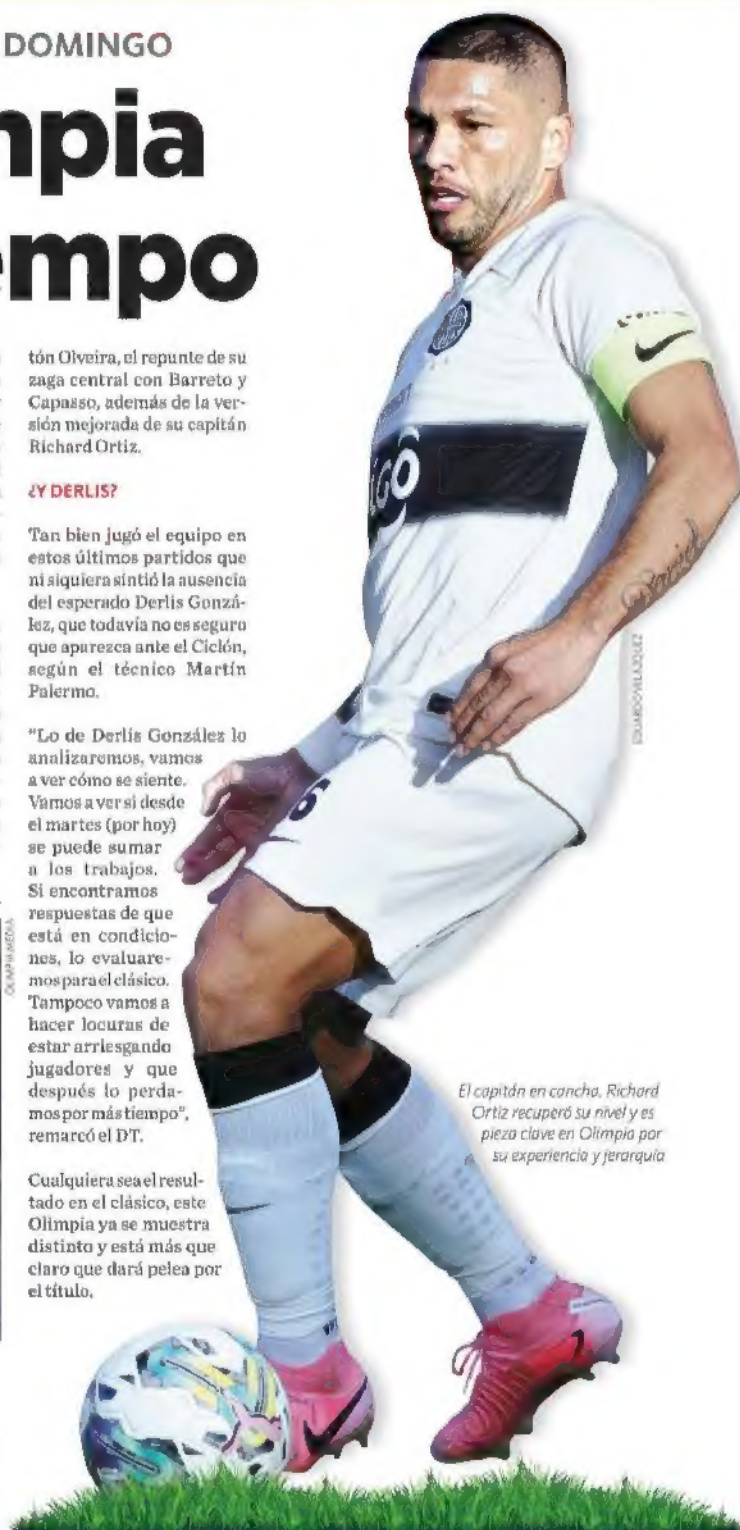 DOMINGO
npia
empo
tón Olveira, el repunte de su
zaga central con Barreto y
Capasso, además de la ver-
sión mejorada de su capitán
Richard Ortiz.
¿Y DERLIS?
Tan bien jugó el equipo en
estos últimos partidos que
ni siquiera sintió la ausencia
del esperado Derlis Gonzá-
lez, que todavía no es seguro
que aparezca ante el Ciclón,
según el técnico Martín
Palermo.
"Lo de Derlis González lo
analizaremos, vamos
a ver cómo se siente.
Vamos a ver si desde
el martes (por hoy)
se puede sumar
a los trabajos.
Si encontramos
respuestas de que
está en condicio-
nes, lo evaluare-
mos para el clásico.
Tampoco vamos a
hacer locuras de
estar arriesgando
jugadores y que
después lo perda-
mos por más tiempo",
remarcó el DT.
Cualquiera sea el resul-
tado en el clásico, este
Olimpia ya se muestra
distinto y está más que
claro que dará pelea por
el título.
OLIMPIA MEDIA
IGO
6
EDUARDO VELÁZQUEZ
El capitán en cancha. Richard
Ortiz recuperó su nivel y es
pieza clave en Olimpia por
su experiencia y jerarquía